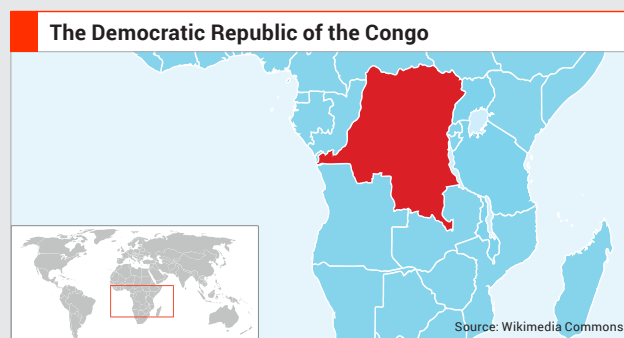 The Democratic Republic of the Congo
Source: Wikimedia Commons